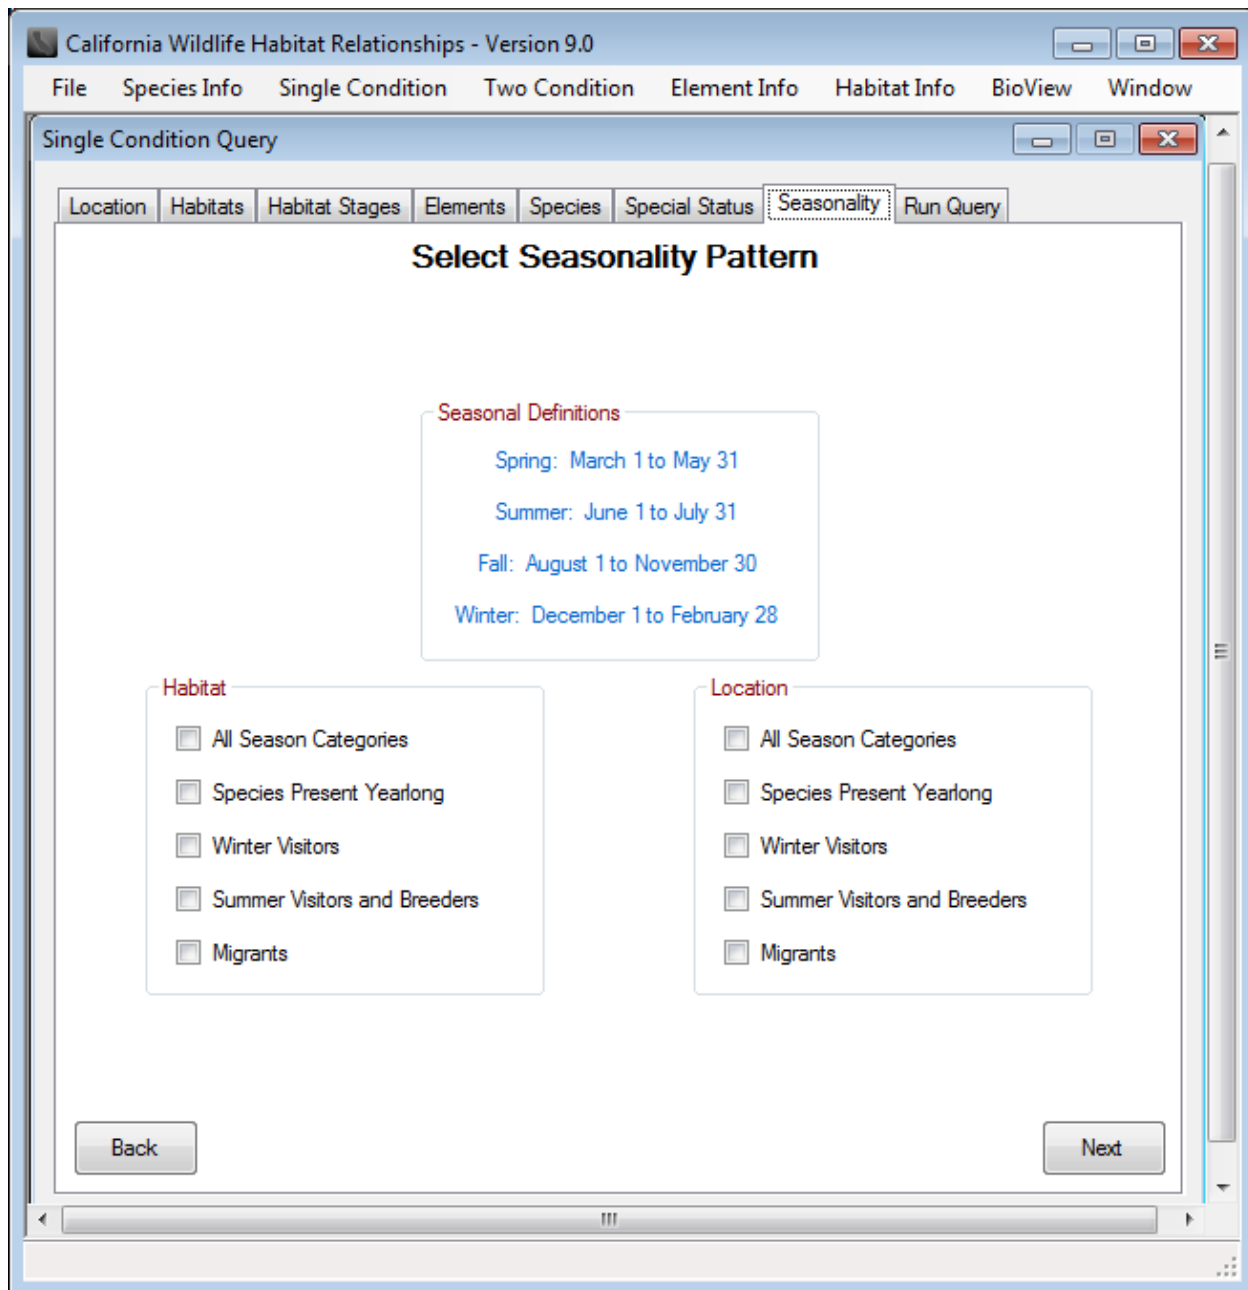 California Wildlife Habitat Relationships - Version 9.0
File Species Info Single Condition Two Condition Element Info Habitat Info BioView Window
Single Condition Query
Location Habitats Habitat Stages Elements Species Special Status Seasonality Run Query
Select Seasonality Pattern
Seasonal Definitions
Spring: March 1 to May 31
Summer: June 1 to July 31
Fall: August 1 to November 30
Winter: December 1 to February 28
Habitat
All Season Categories
Species Present Yearlong
Winter Visitors
Summer Visitors and Breeders
Migrants
Location
All Season Categories
Species Present Yearlong
Winter Visitors
Summer Visitors and Breeders
Migrants
Back
Next